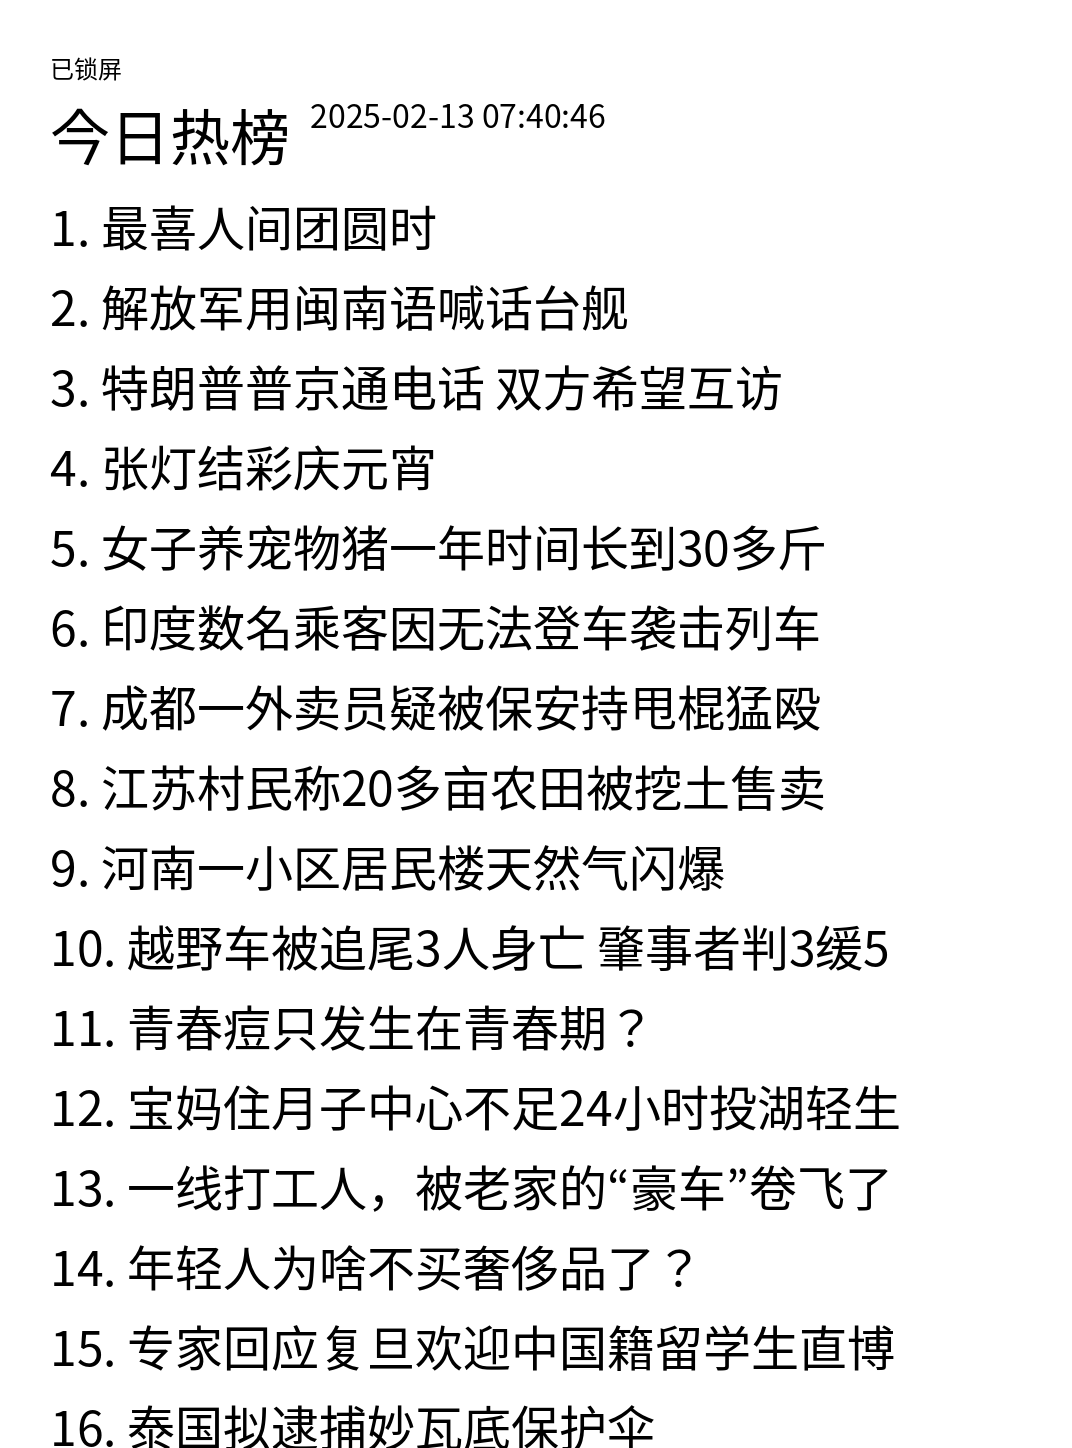 已锁屏
今日热榜 2025-02-13 07:40:46
1. 最喜人间团圆时
2. 解放军用闽南语喊话台舰
3. 特朗普普京通电话 双方希望互访
4. 张灯结彩庆元宵
5. 女子养宠物猪一年时间长到30多斤
6. 印度数名乘客因无法登车袭击列车
7. 成都一外卖员疑被保安持甩棍猛殴
8. 江苏村民称20多亩农田被挖土售卖
9. 河南一小区居民楼天然气闪爆
10. 越野车被追尾3人身亡 肇事者判3缓5
11. 青春痘只发生在青春期？
12. 宝妈住月子中心不足24小时投湖轻生
13. 一线打工人，被老家的“豪车”卷飞了
14. 年轻人为啥不买奢侈品了？
15. 专家回应复旦欢迎中国籍留学生直博
16. 泰国拟逮捕妙瓦底保护伞